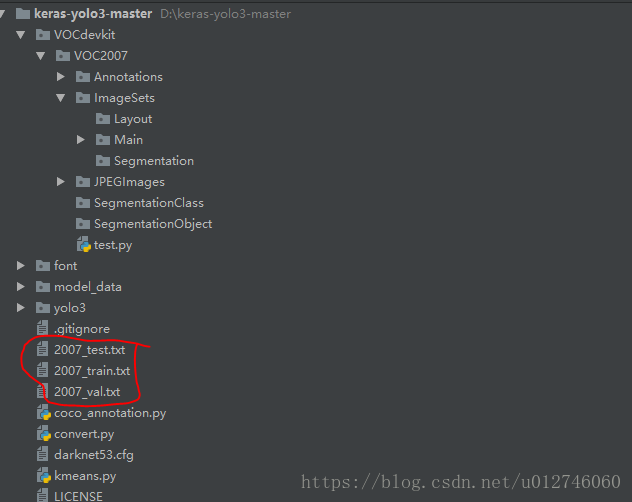 keras-yolo3-master D:\keras-yolo3-master
VOCdevkit
VOC2007
Annotations
ImageSets
Layout
Main
Segmentation
JPEGImages
SegmentationClass
SegmentationObject
test.py
font
model_data
yolo3
.gitignore
2007_test.txt
2007_train.txt
2007_val.txt
coco_annotation.py
convert.py
darknet53.cfg
kmeans.py
https://blog.csdn.net/u012746060
LICENSE